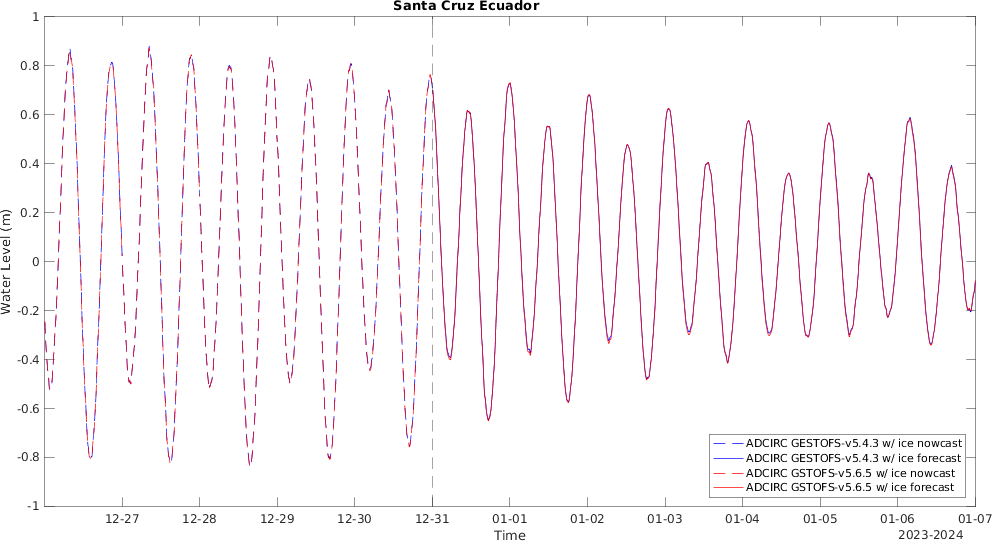 Santa Cruz Ecuador
1
0.8
0.6
0.4
0.2
0
-0.2
-0.4
-0.6
-0.8
-1
Water Level (m)
ADCIRC GESTOFS-v5.4.3 w/ ice nowcast
ADCIRC GESTOFS-v5.4.3 w/ ice forecast
ADCIRC GSTOFS-v5.6.5 w/ ice nowcast
ADCIRC GSTOFS-v5.6.5 w/ ice forecast
12-27 12-28 12-29 12-30 12-31 01-01 01-02 01-03 01-04 01-05 01-06 01-07
Time
2023-2024